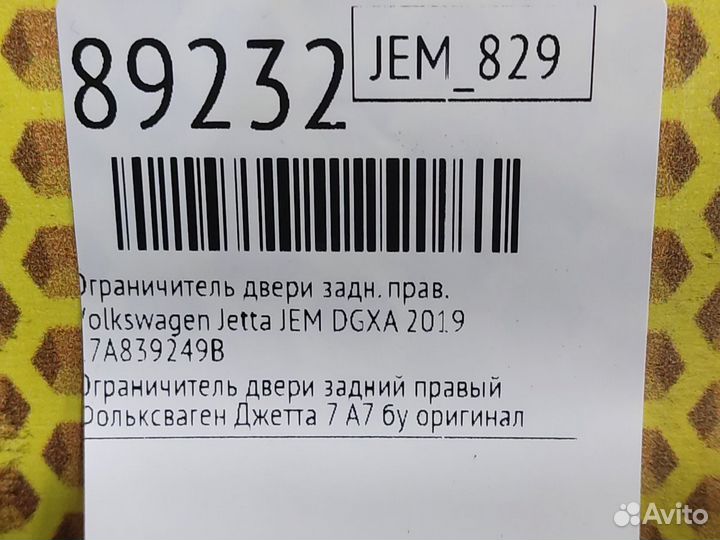 89232
JEM_829
Ограничитель двери задн. прав.
Volkswagen Jetta JEM DGXA 2019
17A839249B
Ограничитель двери задний правый
Фольксваген Джетта 7 А7 бу оригинал
Avito